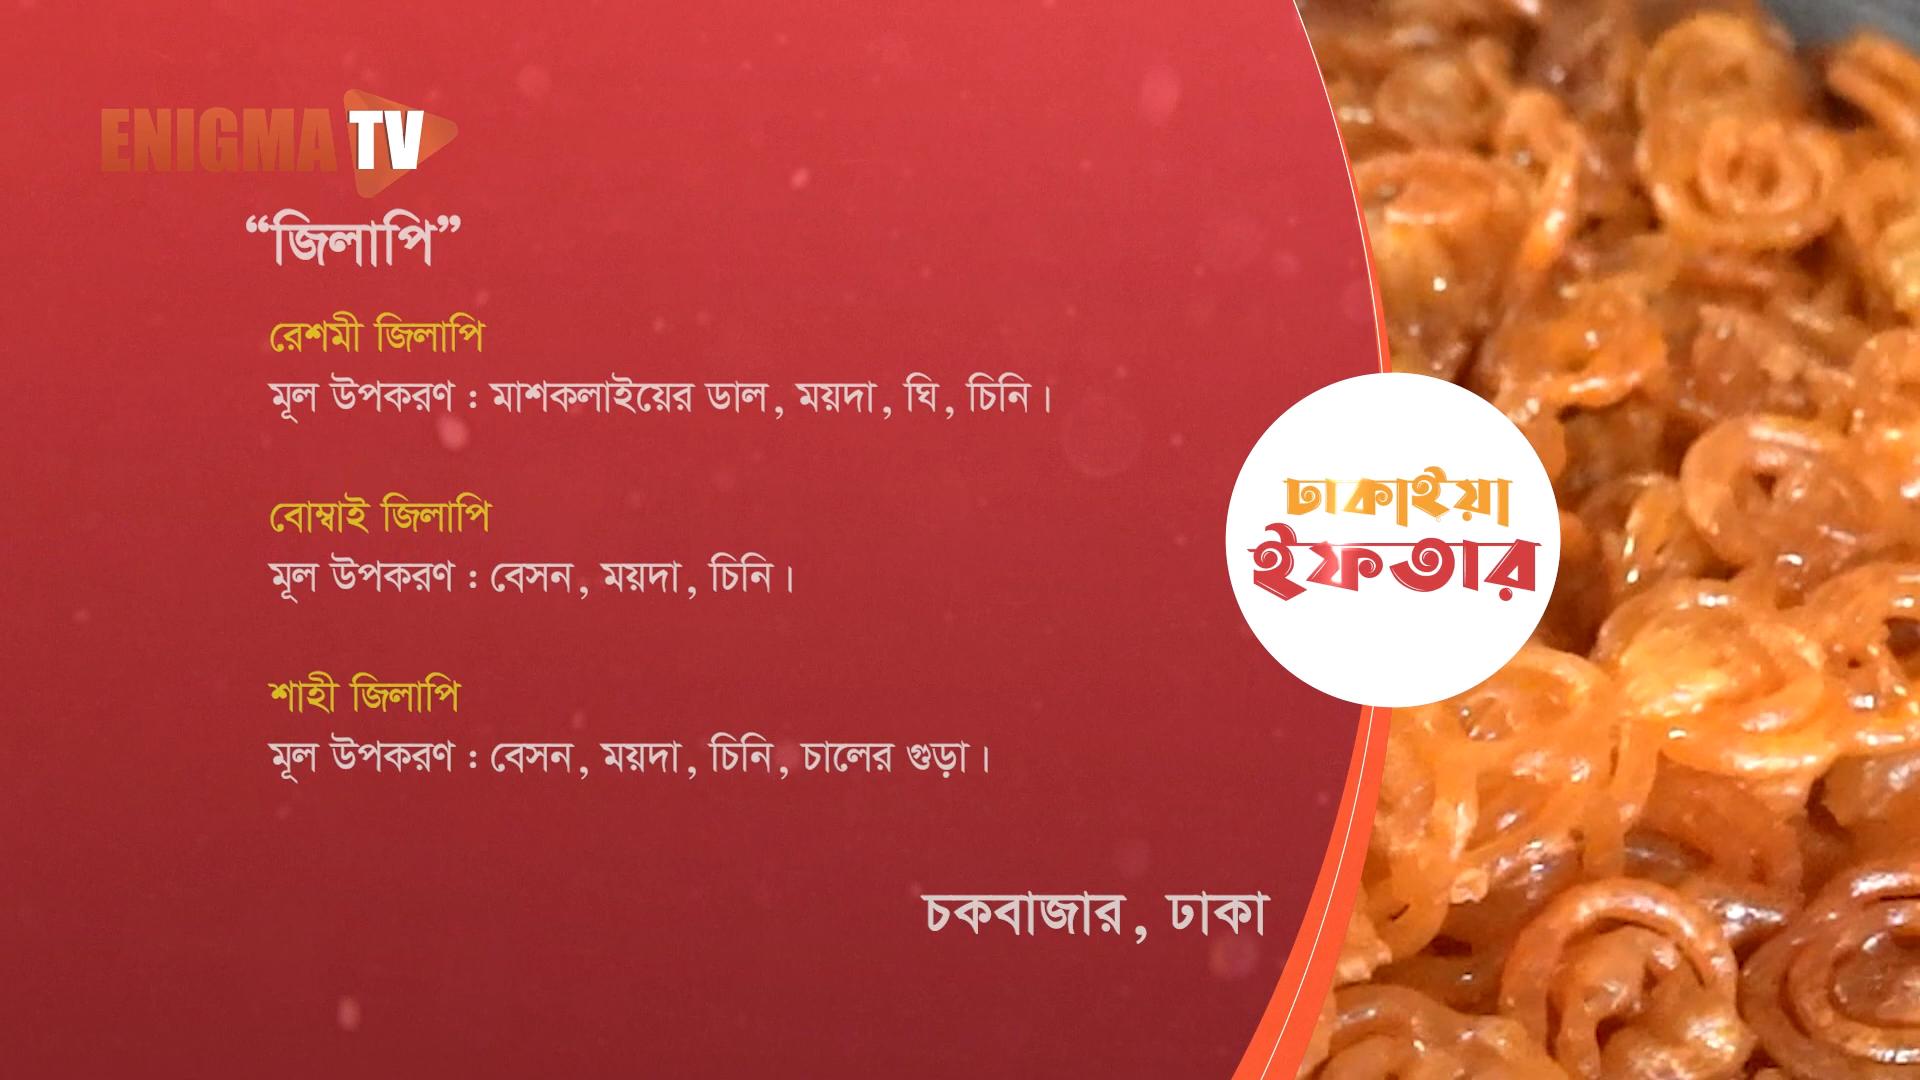 ENIGMA TV
“জিলাপি”
রেশমী জিলাপি
মূল উপকরণ : মাশকলাইয়ের ডাল, ময়দা, ঘি, চিনি।
বোম্বাই জিলাপি
মূল উপকরণ : বেসন, ময়দা, চিনি।
শাহী জিলাপি
মূল উপকরণ : বেসন, ময়দা, চিনি, চালের গুড়া।
ঢাকাইয়া
ইফতার
চকবাজার, ঢাকা